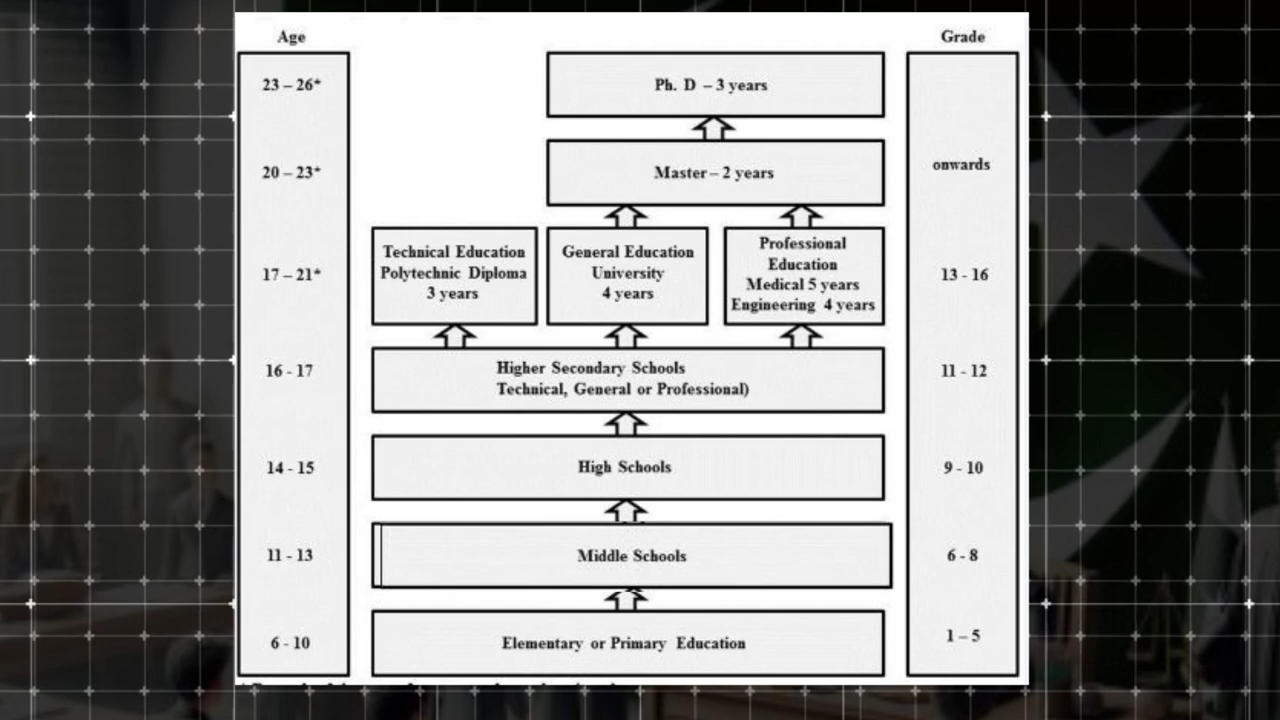 Age
Grade
23 – 26*
Ph. D – 3 years
20 – 23*
Master – 2 years
onwards
Technical Education
Polytechnic Diploma
3 years
General Education
University
4 years
Professional
Education
Medical 5 years
Engineering 4 years
17 – 21*
13 - 16
16 - 17
Higher Secondary Schools
Technical, General or Professional)
11 - 12
14 - 15
High Schools
9 - 10
11 - 13
Middle Schools
6 - 8
6 - 10
Elementary or Primary Education
1 – 5